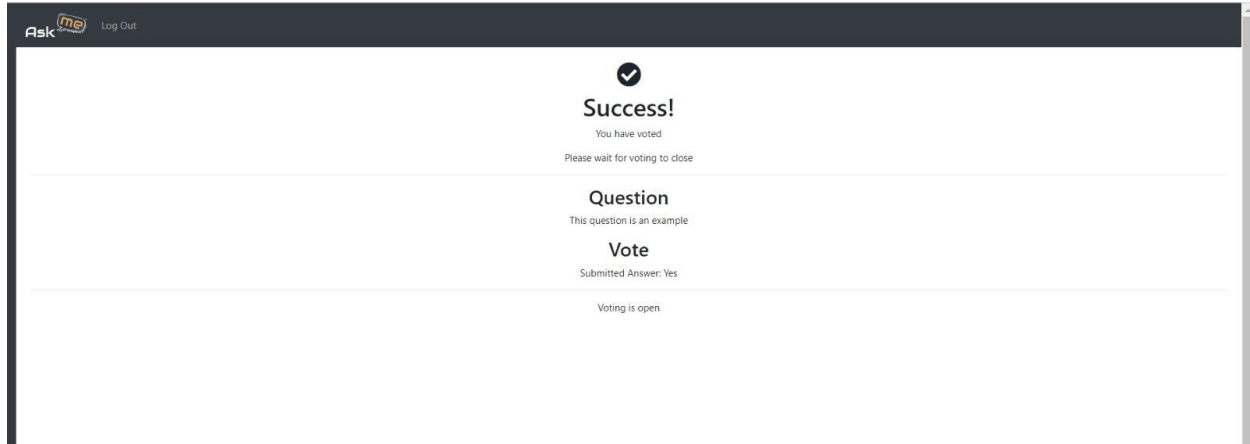 Ask me Log Out
Success!
You have voted
Please wait for voting to close
Question
This question is an example
Vote
Submitted Answer: Yes
Voting is open